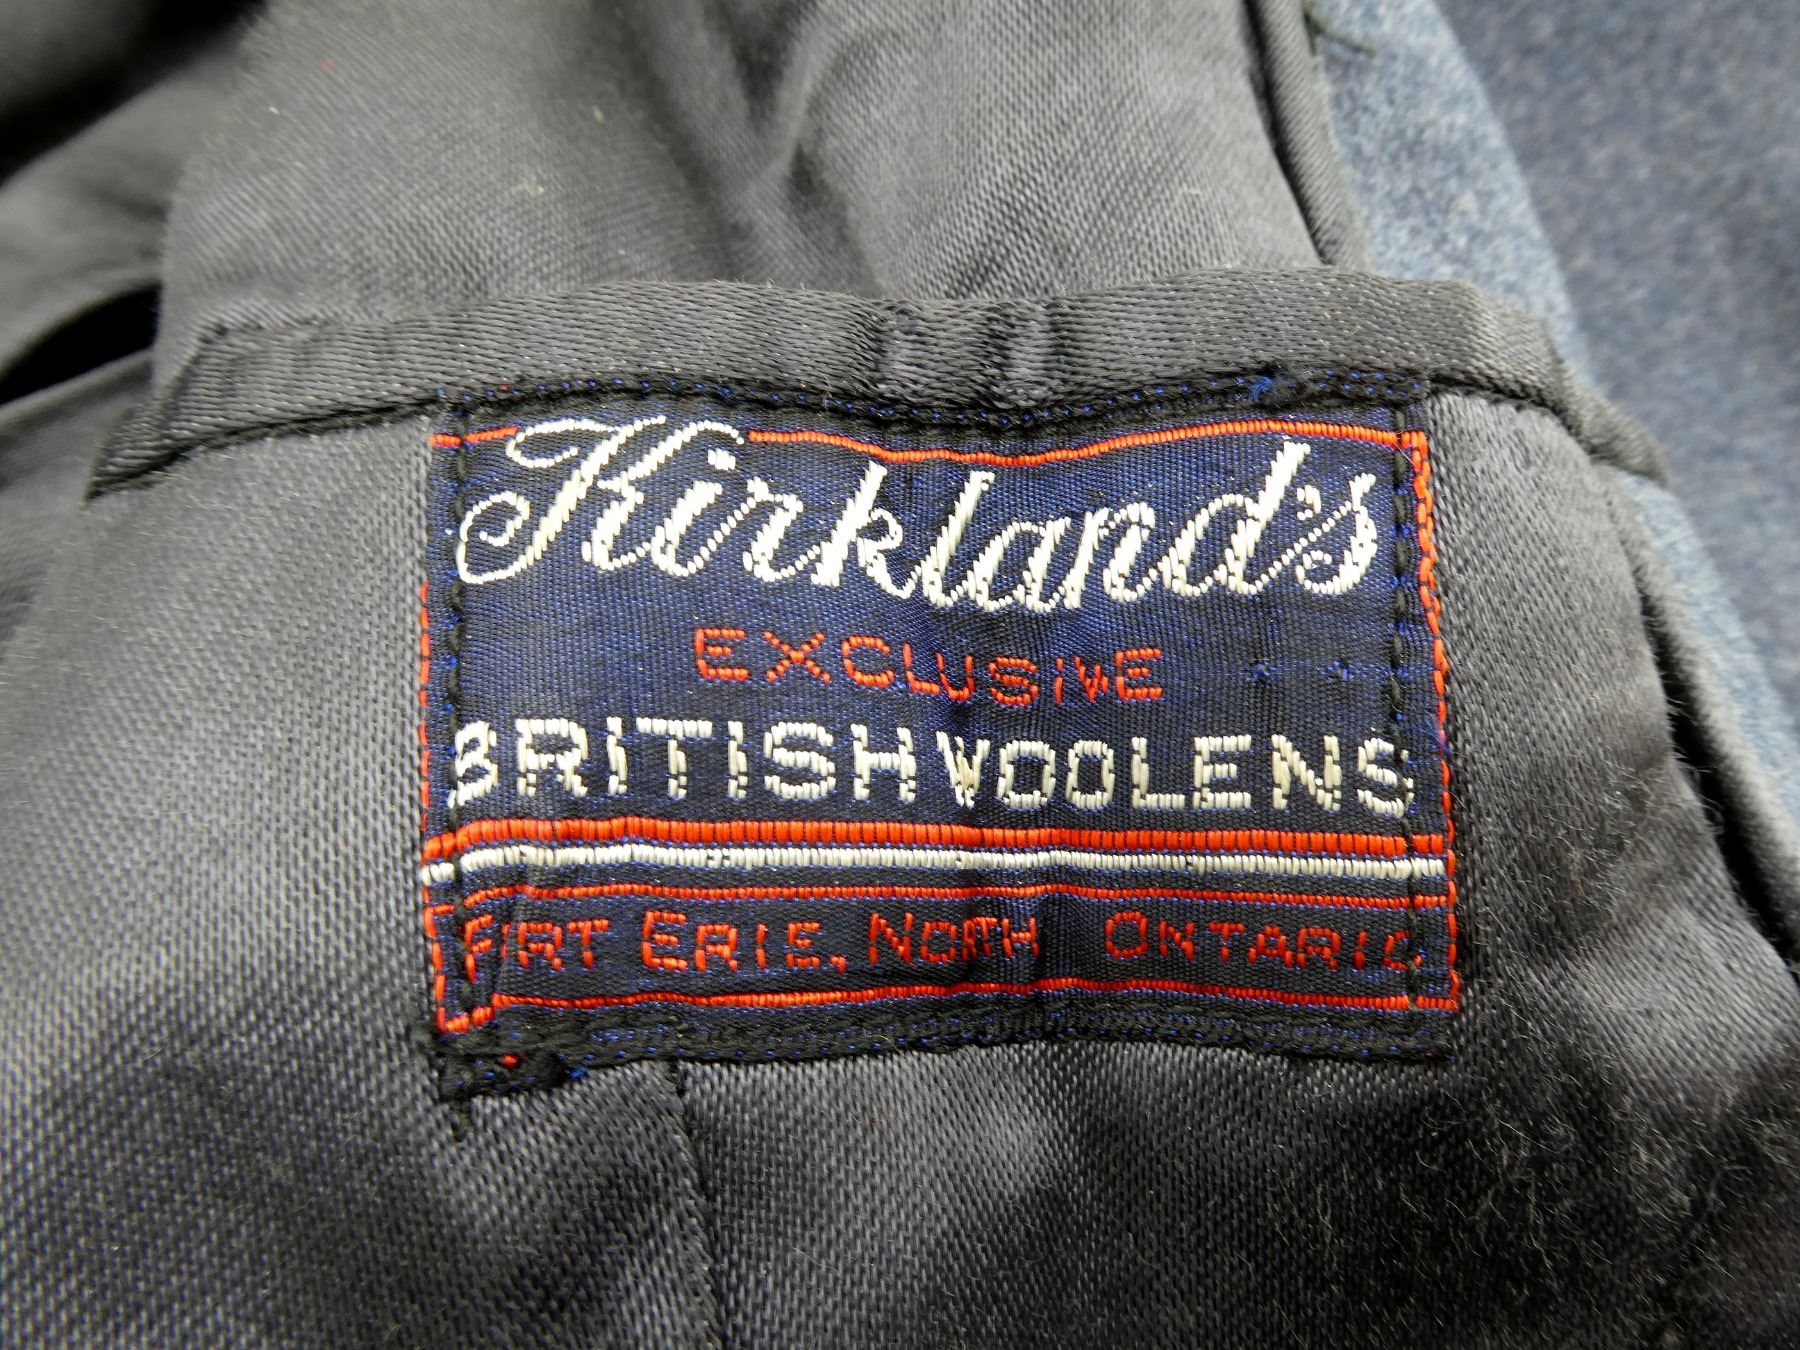 Kirkland's
EXCLUSIVE
BRITISH WOOLENS
FORT ERIE, NORTH ONTARIO